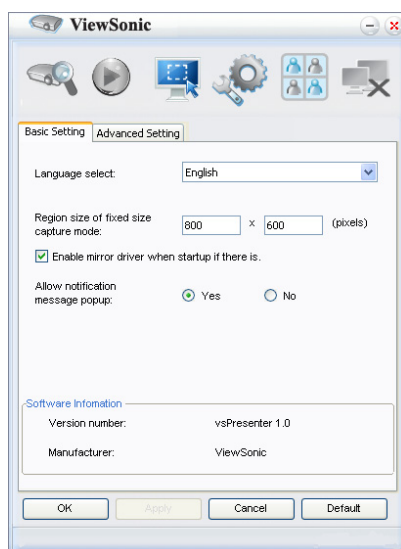 ViewSonic
Basic Setting Advanced Setting
Language select: English
Region size of fixed size
capture mode: 800 x 600 (pixels)
Enable mirror driver when startup if there is.
Allow notification
message popup: Yes No
Software Infomation
Version number: vsPresenter 1.0
Manufacturer: ViewSonic
OK Apply Cancel Default